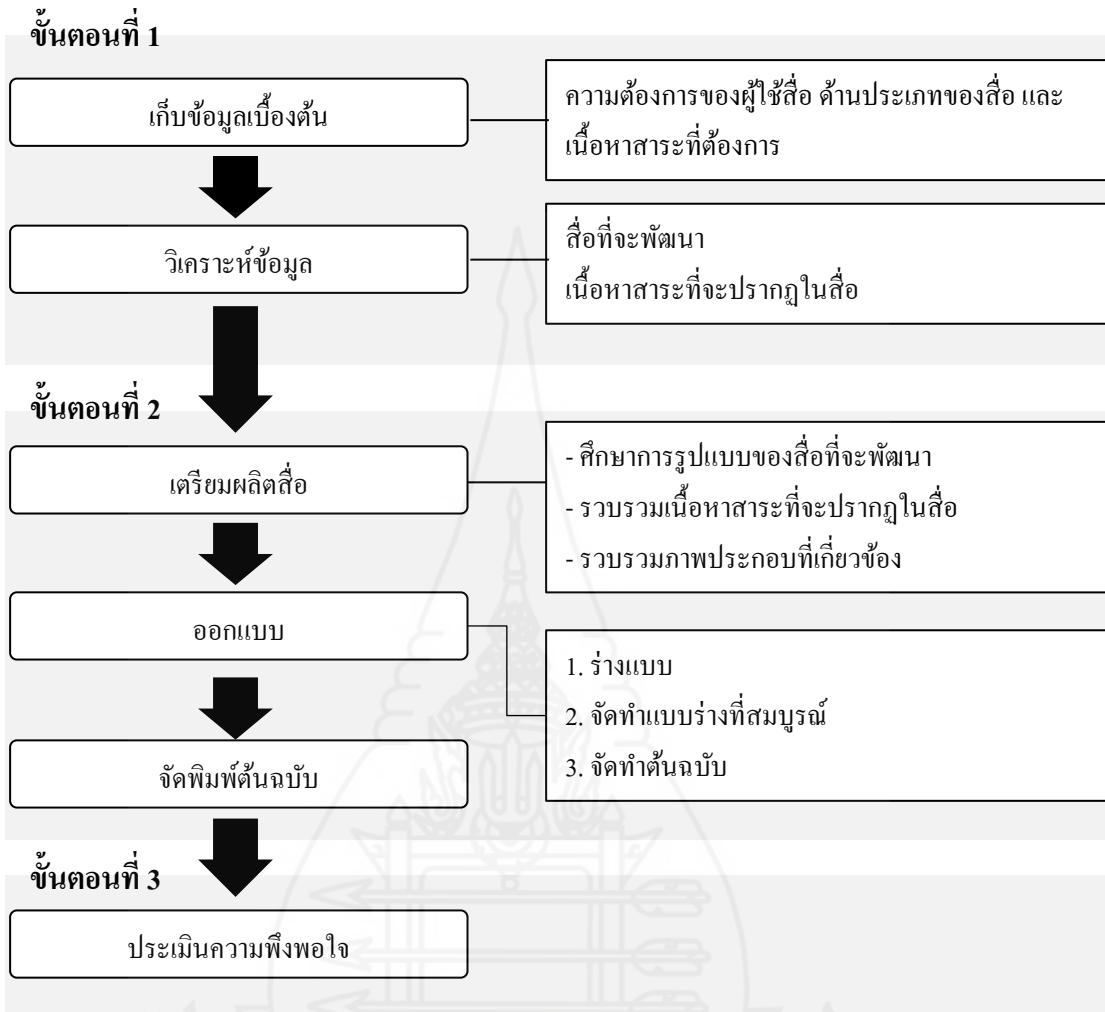 ขั้นตอนที่ 1
เก็บข้อมูลเบื้องต้น
ความต้องการของผู้ใช้สื่อ ด้านประเภทของสื่อ และ
เนื้อหาสาระที่ต้องการ
วิเคราะห์ข้อมูล
สื่อที่จะพัฒนา
เนื้อหาสาระที่จะปรากฏในสื่อ
ขั้นตอนที่ 2
เตรียมผลิตสื่อ
- ศึกษาการรูปแบบของสื่อที่จะพัฒนา
- รวบรวมเนื้อหาสาระที่จะปรากฏในสื่อ
- รวบรวมภาพประกอบที่เกี่ยวข้อง
ออกแบบ
1. ร่างแบบ
2. จัดทำแบบร่างที่สมบูรณ์
3. จัดทำต้นฉบับ
จัดพิมพ์ต้นฉบับ
ขั้นตอนที่ 3
ประเมินความพึงพอใจ